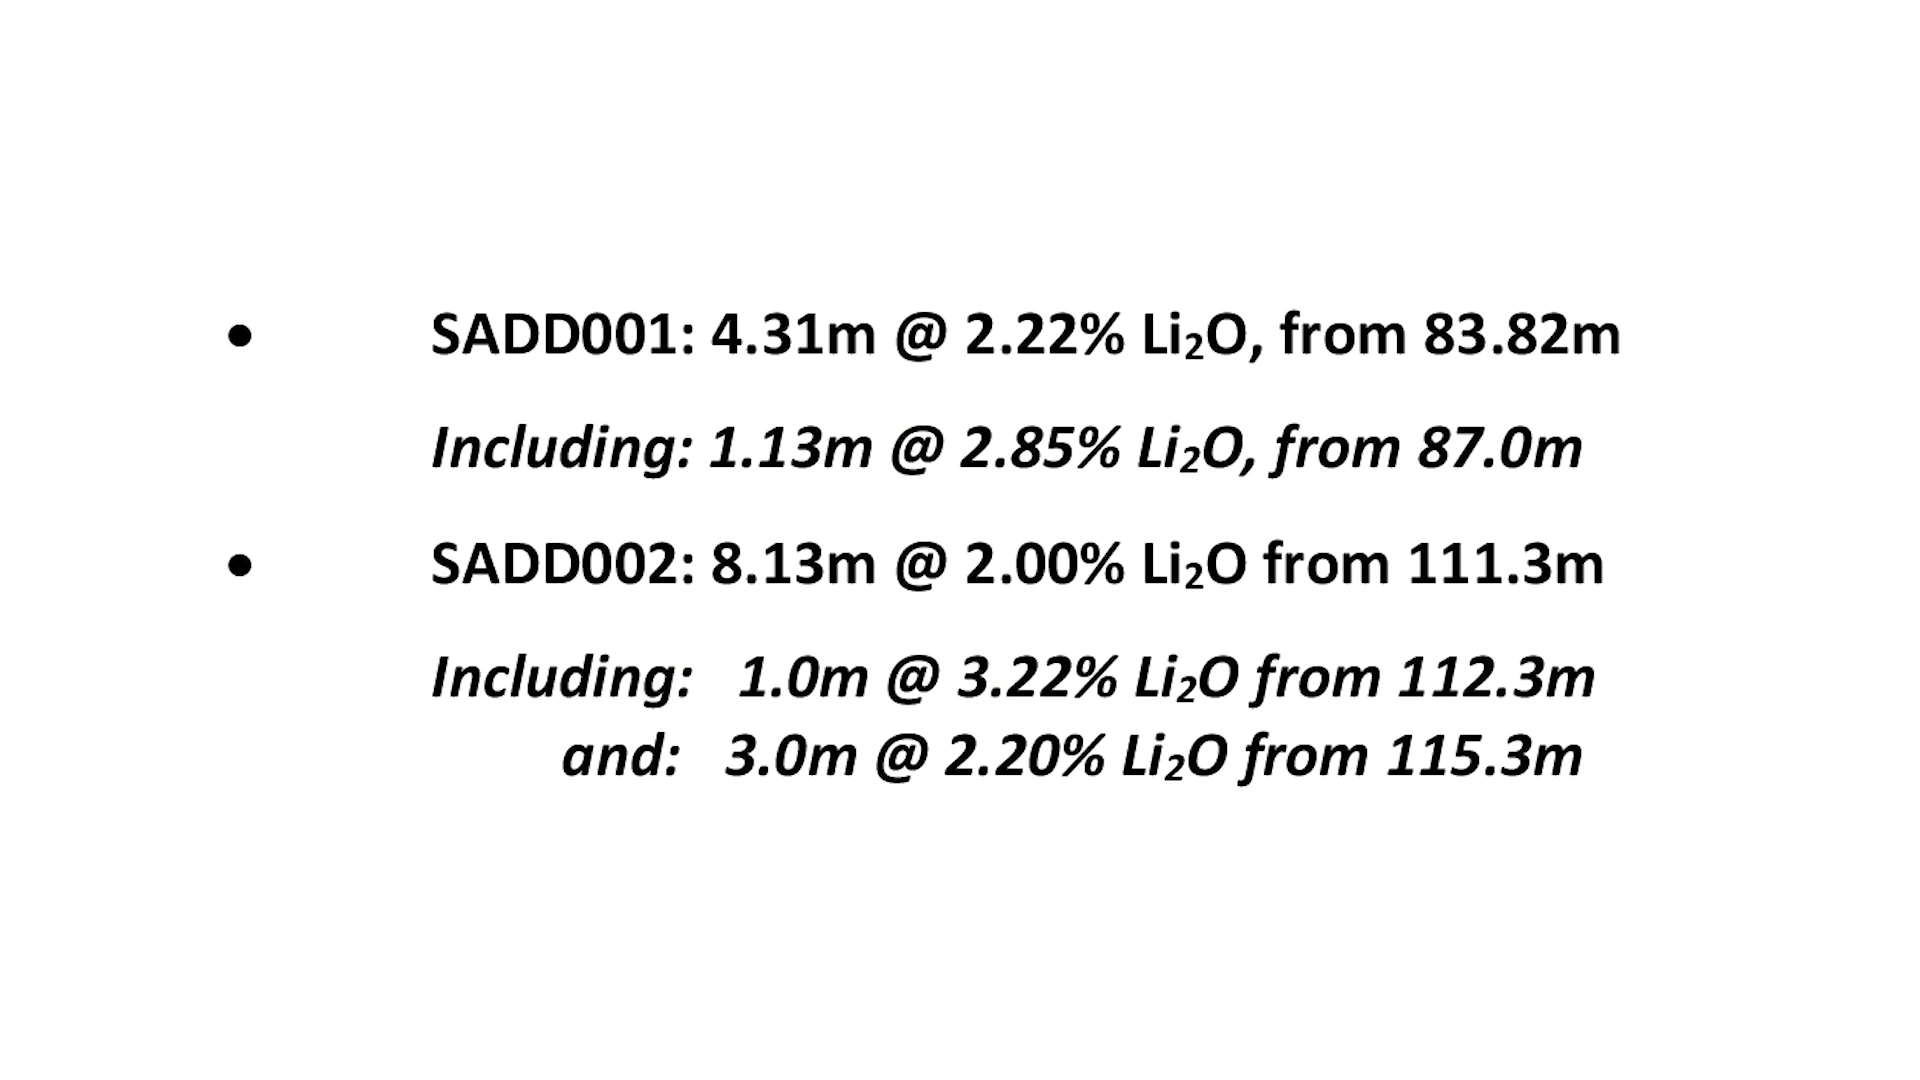 • SADD001: 4.31m @ 2.22% Li₂O, from 83.82m
Including: 1.13m @ 2.85% Li₂O, from 87.0m
• SADD002: 8.13m @ 2.00% Li₂O from 111.3m
Including: 1.0m @ 3.22% Li₂O from 112.3m
and: 3.0m @ 2.20% Li₂O from 115.3m